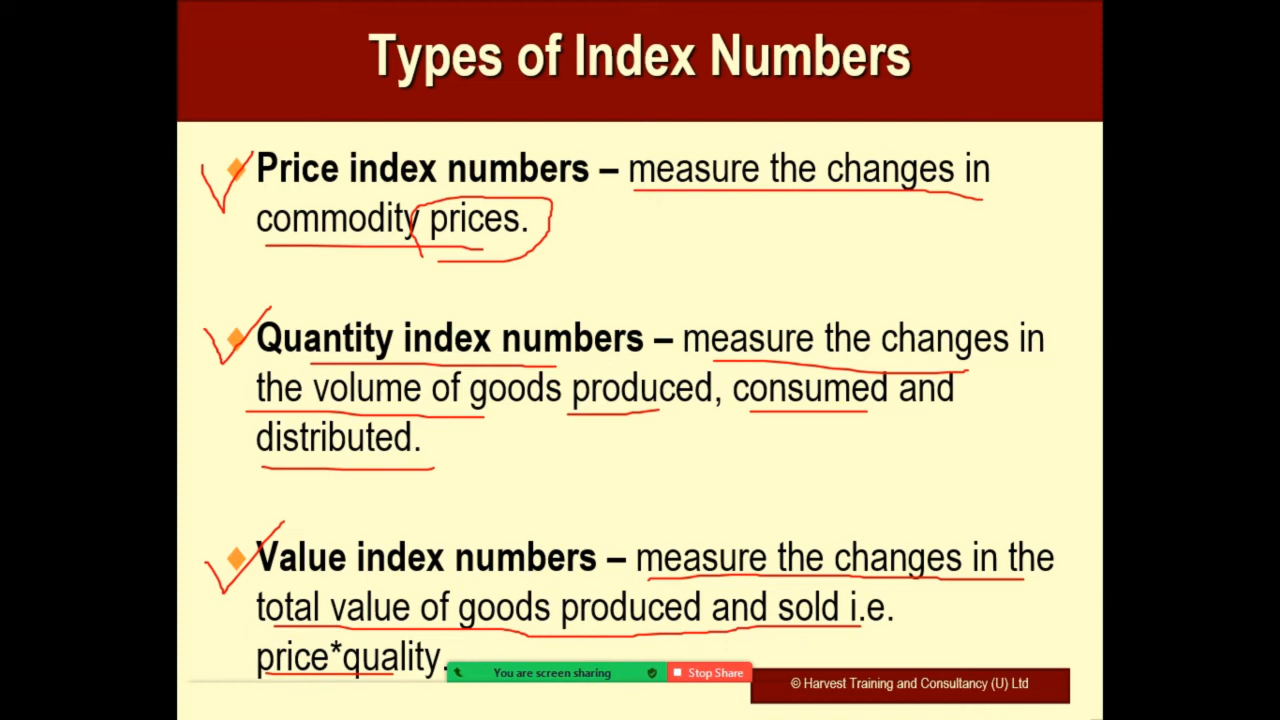 Types of Index Numbers
Price index numbers – measure the changes in
commodity prices.
Quantity index numbers – measure the changes in
the volume of goods produced, consumed and
distributed.
Value index numbers – measure the changes in the
total value of goods produced and sold i.e.
price*quality.
You are screen sharing Stop Share
© Harvest Training and Consultancy (U) Ltd